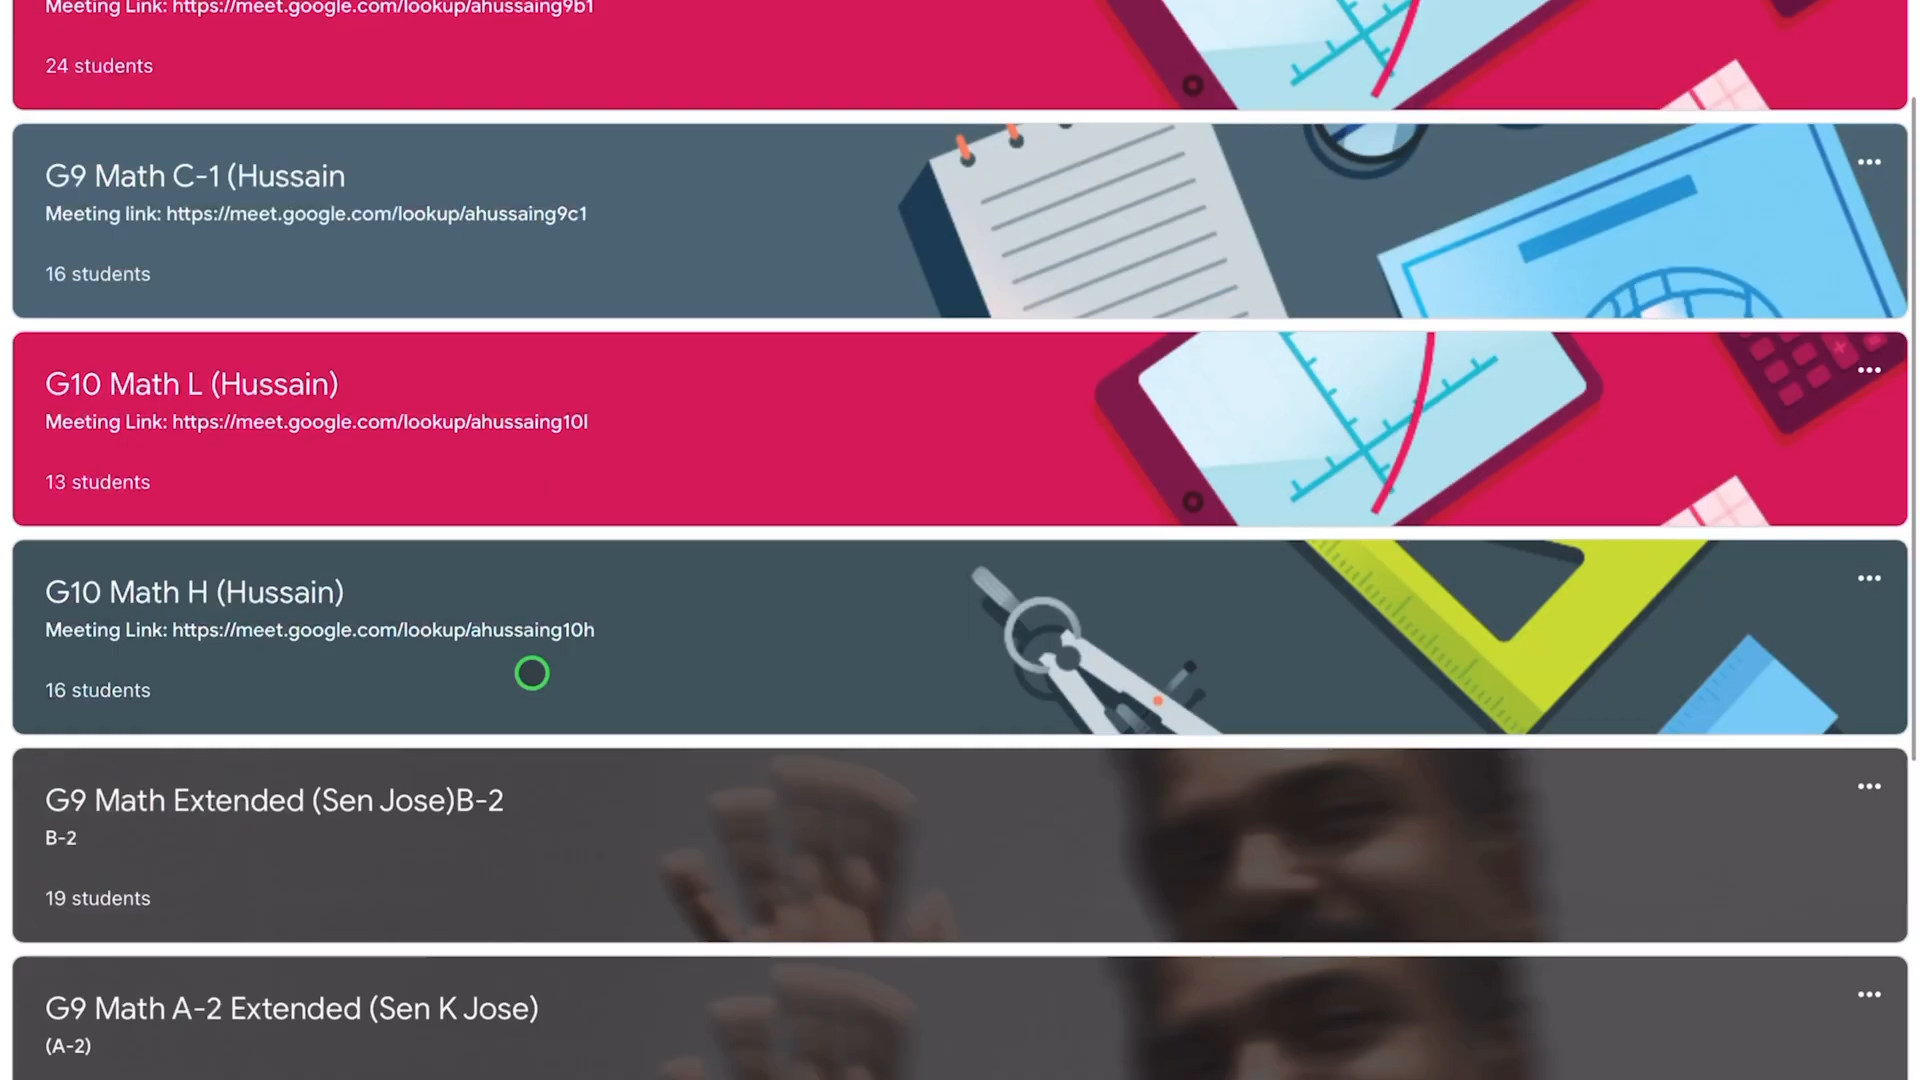 Meeting Link: https://meet.google.com/lookup/ahussaing9b1
24 students
G9 Math C-1 (Hussain
Meeting link: https://meet.google.com/lookup/ahussaing9c1
16 students
G10 Math L (Hussain)
Meeting Link: https://meet.google.com/lookup/ahussaing10l
13 students
G10 Math H (Hussain)
Meeting Link: https://meet.google.com/lookup/ahussaing10h
16 students
G9 Math Extended (Sen Jose)B-2
B-2
19 students
G9 Math A-2 Extended (Sen K Jose)
(A-2)